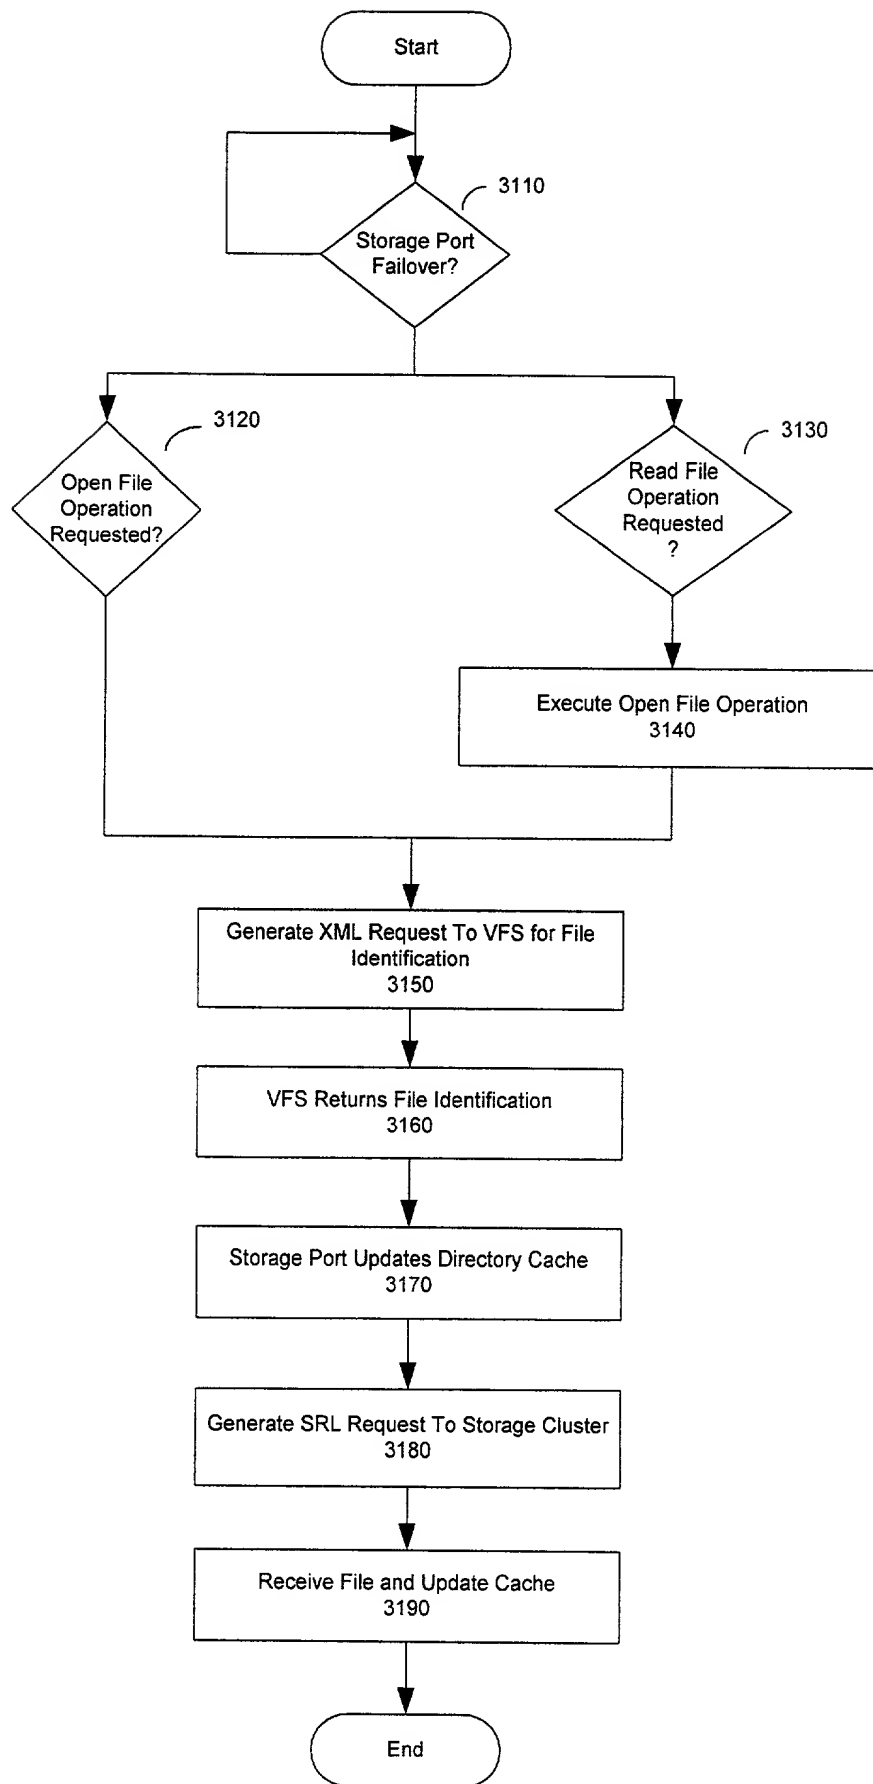 Start
3110
Storage Port
Failover?
3120
3130
Open File
Operation
Requested?
Read File
Operation
Requested
?
Execute Open File Operation
3140
Generate XML Request To VFS for File
Identification
3150
VFS Returns File Identification
3160
Storage Port Updates Directory Cache
3170
Generate SRL Request To Storage Cluster
3180
Receive File and Update Cache
3190
End